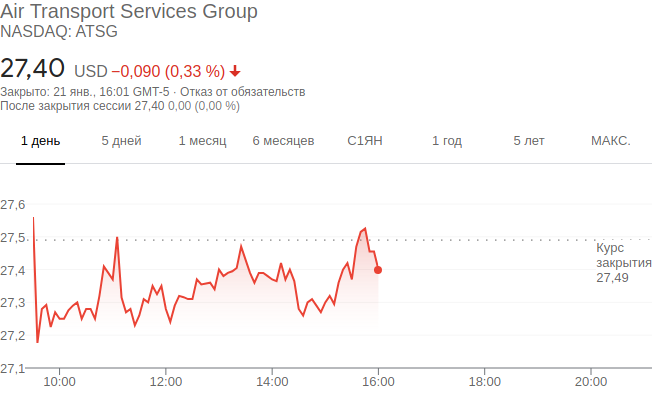 Air Transport Services Group
NASDAQ: ATSG
27,40 USD −0,090 (0,33 %)
Закрыто: 21 янв., 16:01 GMT-5 · Отказ от обязательств
После закрытия сессии 27,40 0,00 (0,00 %)
1 день 5 дней 1 месяц 6 месяцев С1ЯН 1 год 5 лет МАКС.
27,6
27,5
Курс
закрытия
27,49
27,4
27,3
27,2
27,1
10:00 12:00 14:00 16:00 18:00 20:00